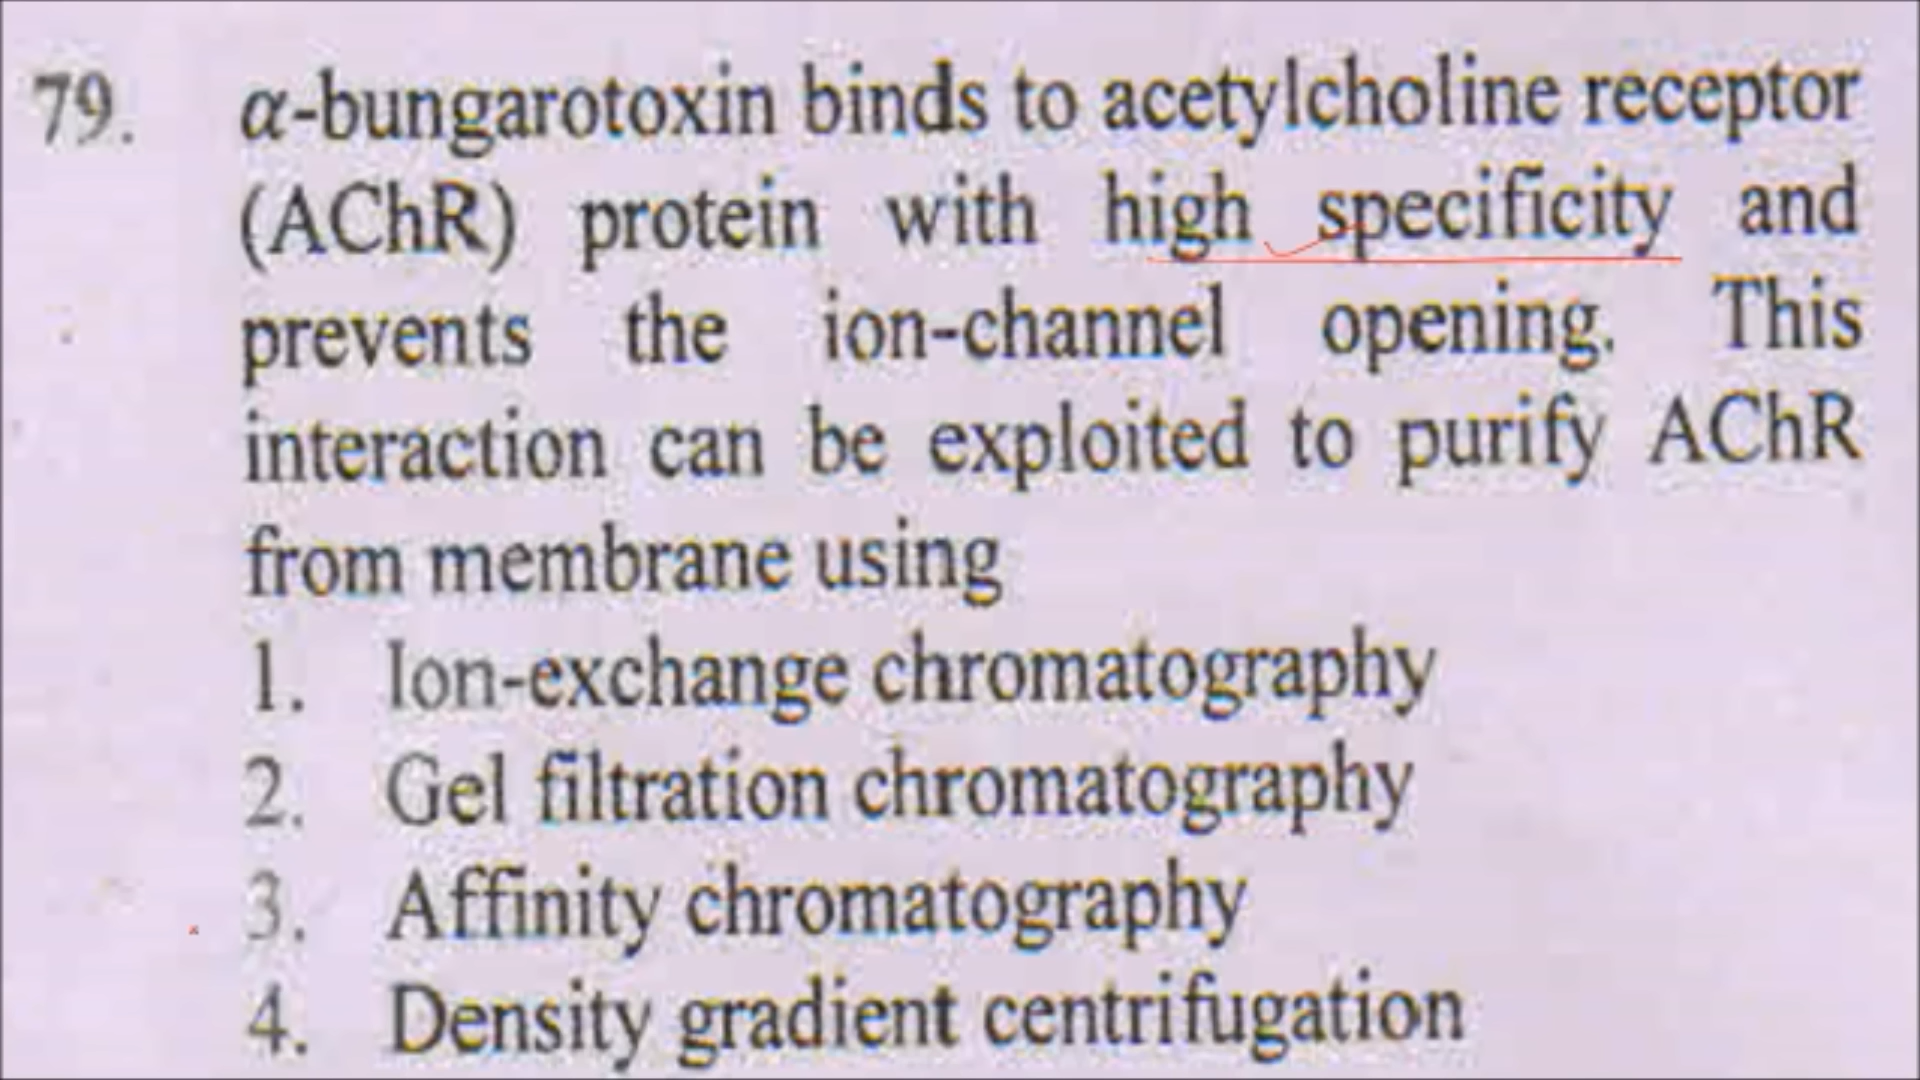 79. α-bungarotoxin binds to acetylcholine receptor
(AChR) protein with high specificity and
prevents the ion-channel opening. This
interaction can be exploited to purify AChR
from membrane using
1. Ion-exchange chromatography
2. Gel filtration chromatography
3. Affinity chromatography
4. Density gradient centrifugation